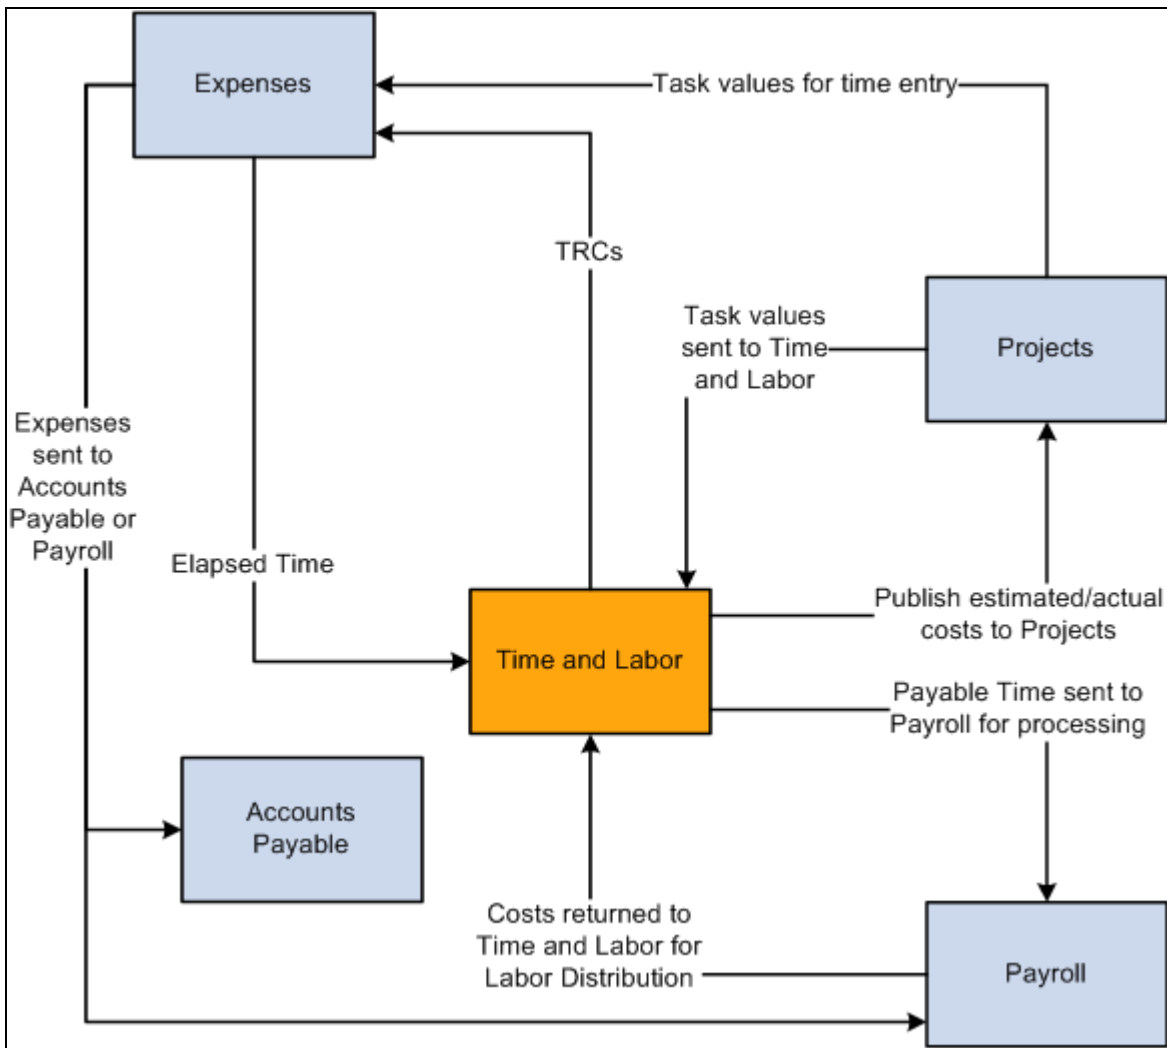 Expenses
Task values for time entry
TRCs
Task values
sent to Time
and Labor
Projects
Expenses
sent to
Accounts
Payable or
Payroll
Elapsed Time
Publish estimated/actual
costs to Projects
Time and Labor
Payable Time sent to
Payroll for processing
Accounts
Payable
Costs returned to
Time and Labor for
Labor Distribution
Payroll